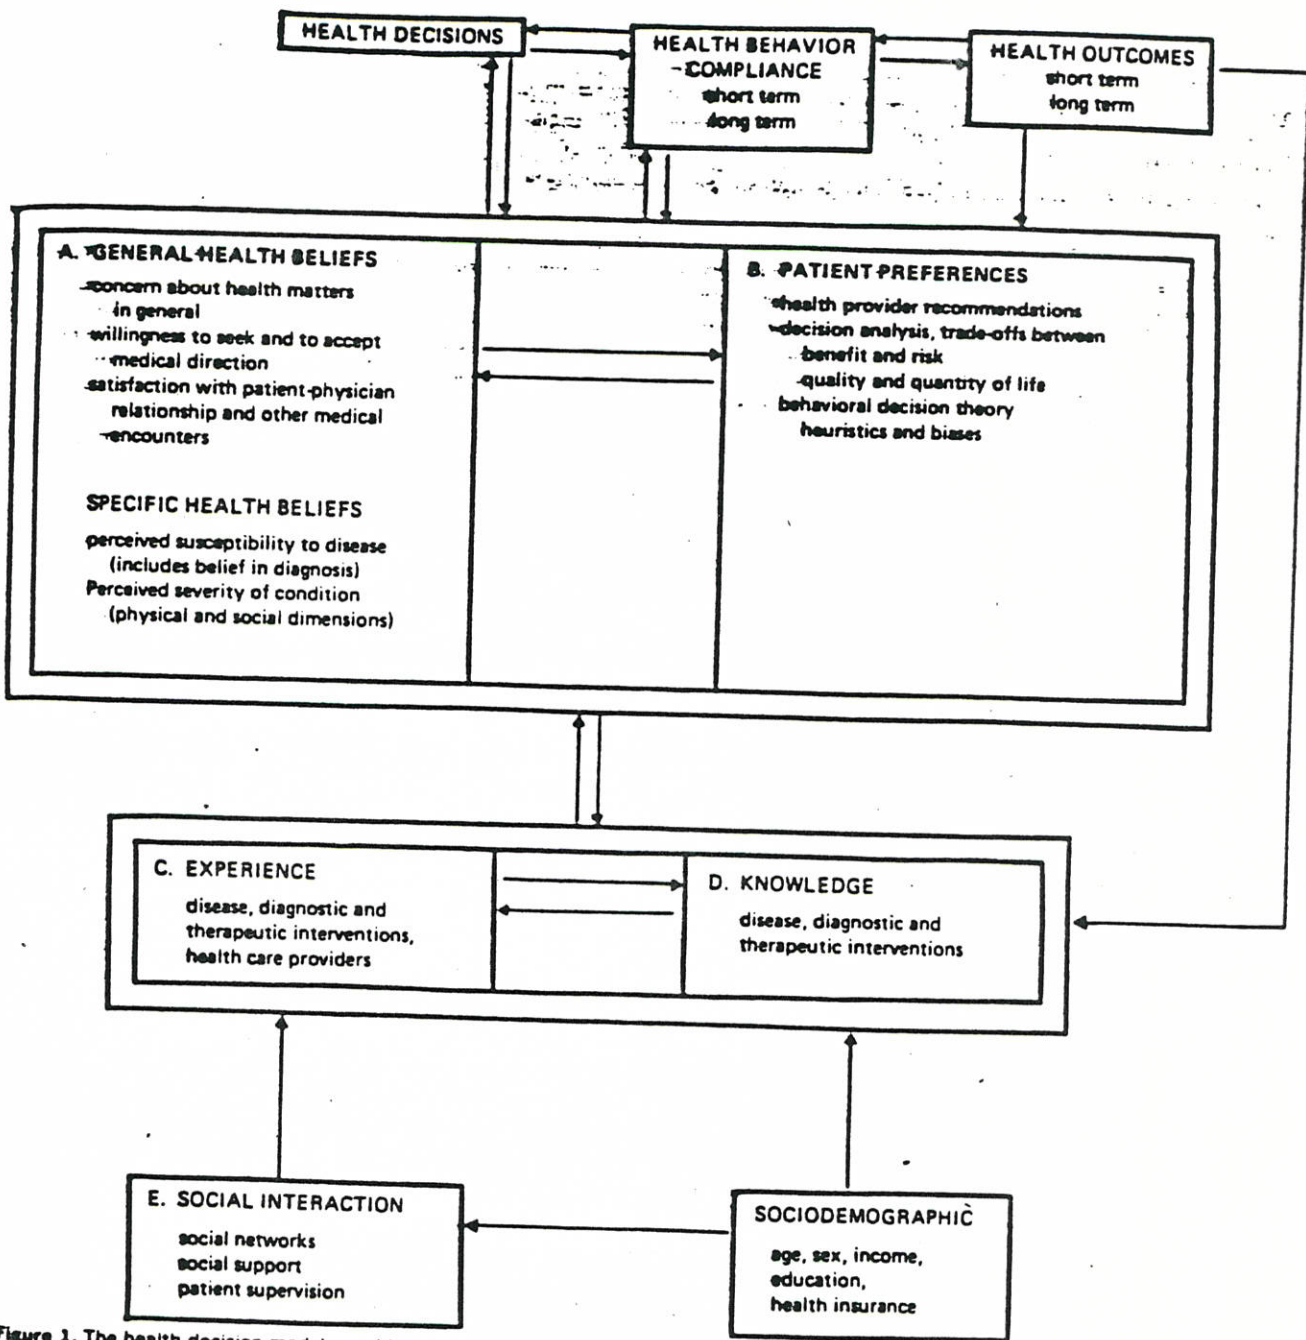 HEALTH DECISIONS
HEALTH BEHAVIOR
- COMPLIANCE
short term
long term
HEALTH OUTCOMES
short term
long term
A. GENERAL HEALTH BELIEFS
concern about health matters
in general
willingness to seek and to accept
medical direction
satisfaction with patient-physician
relationship and other medical
encounters
SPECIFIC HEALTH BELIEFS
perceived susceptibility to disease
(includes belief in diagnosis)
Perceived severity of condition
(physical and social dimensions)
B. PATIENT PREFERENCES
health provider recommendations
decision analysis, trade-offs between
benefit and risk
quality and quantity of life
behavioral decision theory
heuristics and biases
C. EXPERIENCE
disease, diagnostic and
therapeutic interventions,
health care providers
D. KNOWLEDGE
disease, diagnostic and
therapeutic interventions
E. SOCIAL INTERACTION
social networks
social support
patient supervision
SOCIODEMOGRAPHIC
age, sex, income,
education,
health insurance
Figure 1. The health decision model